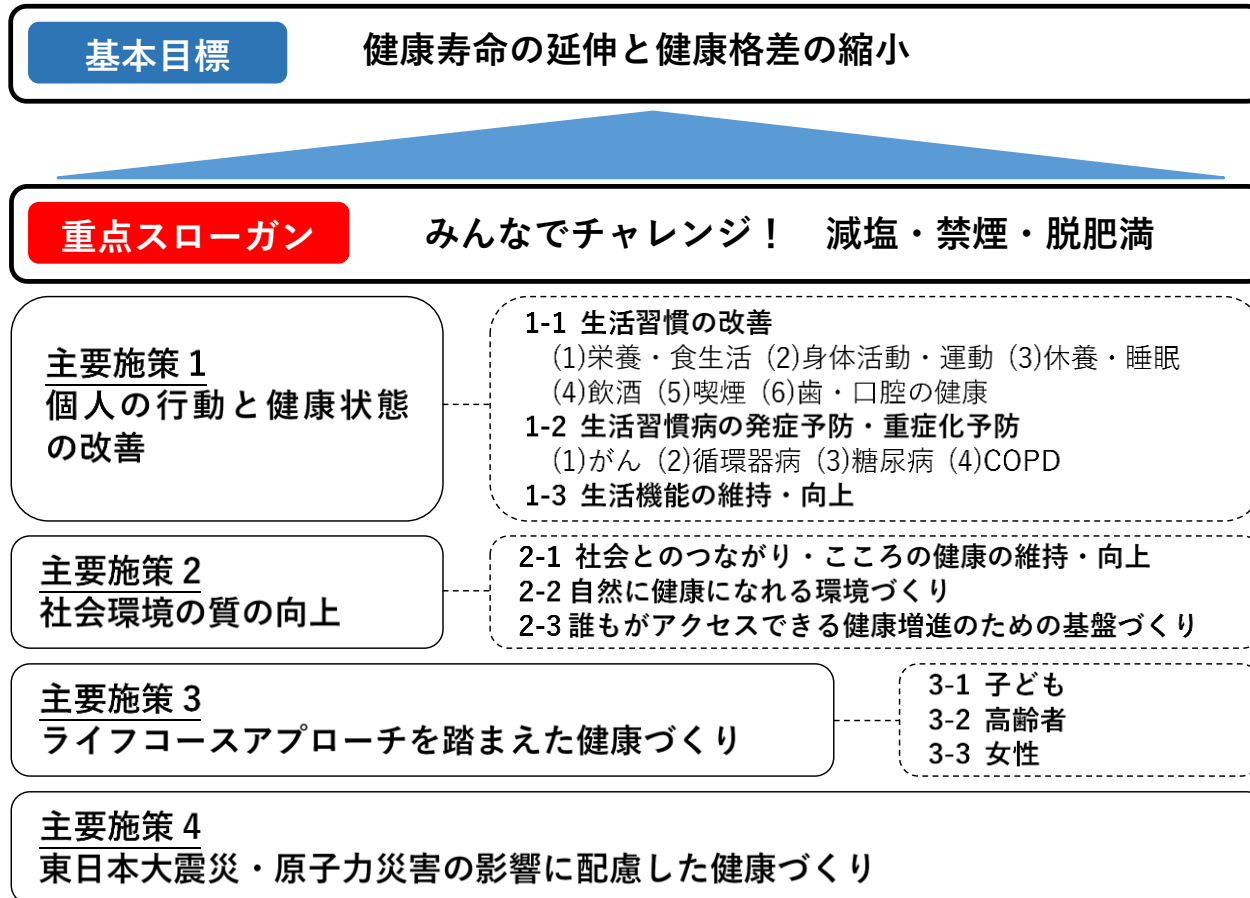 基本目標 健康寿命の延伸と健康格差の縮小
重点スローガン みんなでチャレンジ！ 減塩・禁煙・脱肥満
主要施策１
個人の行動と健康状態
の改善
1-1 生活習慣の改善
(1)栄養・食生活 (2)身体活動・運動 (3)休養・睡眠
(4)飲酒 (5)喫煙 (6)歯・口腔の健康
1-2 生活習慣病の発症予防・重症化予防
(1)がん (2)循環器病 (3)糖尿病 (4)COPD
1-3 生活機能の維持・向上
主要施策２
社会環境の質の向上
2-1 社会とのつながり・こころの健康の維持・向上
2-2 自然に健康になれる環境づくり
2-3 誰もがアクセスできる健康増進のための基盤づくり
主要施策３
ライフコースアプローチを踏まえた健康づくり
3-1 子ども
3-2 高齢者
3-3 女性
主要施策４
東日本大震災・原子力災害の影響に配慮した健康づくり